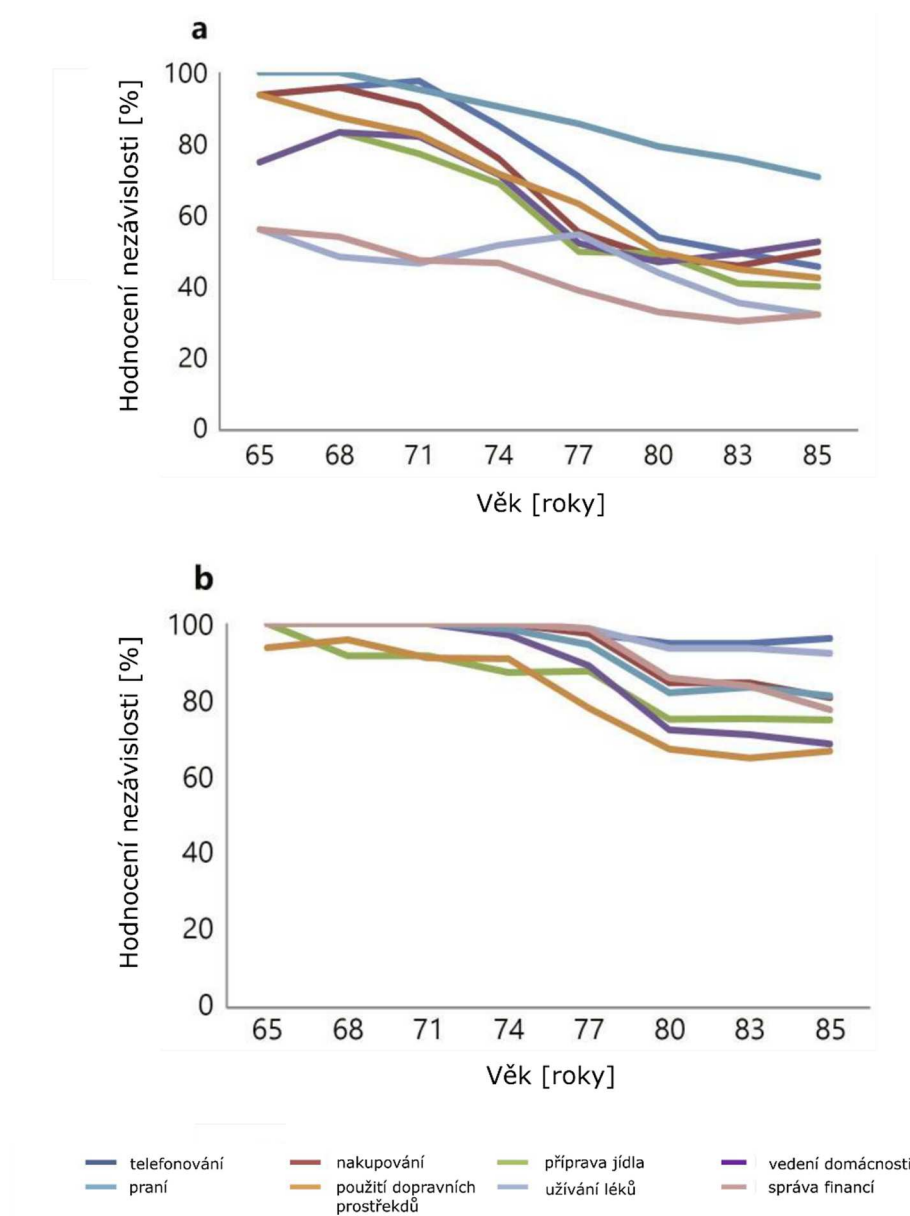 a
Hodnocení nezávislosti [%]
100
80
60
40
20
0
65 68 71 74 77 80 83 85
Věk [roky]
b
Hodnocení nezávislosti [%]
100
80
60
40
20
0
65 68 71 74 77 80 83 85
Věk [roky]
telefonování nakupování příprava jídla vedení domácnosti
praní použití dopravních užívání léků správa financí
prostřekdů